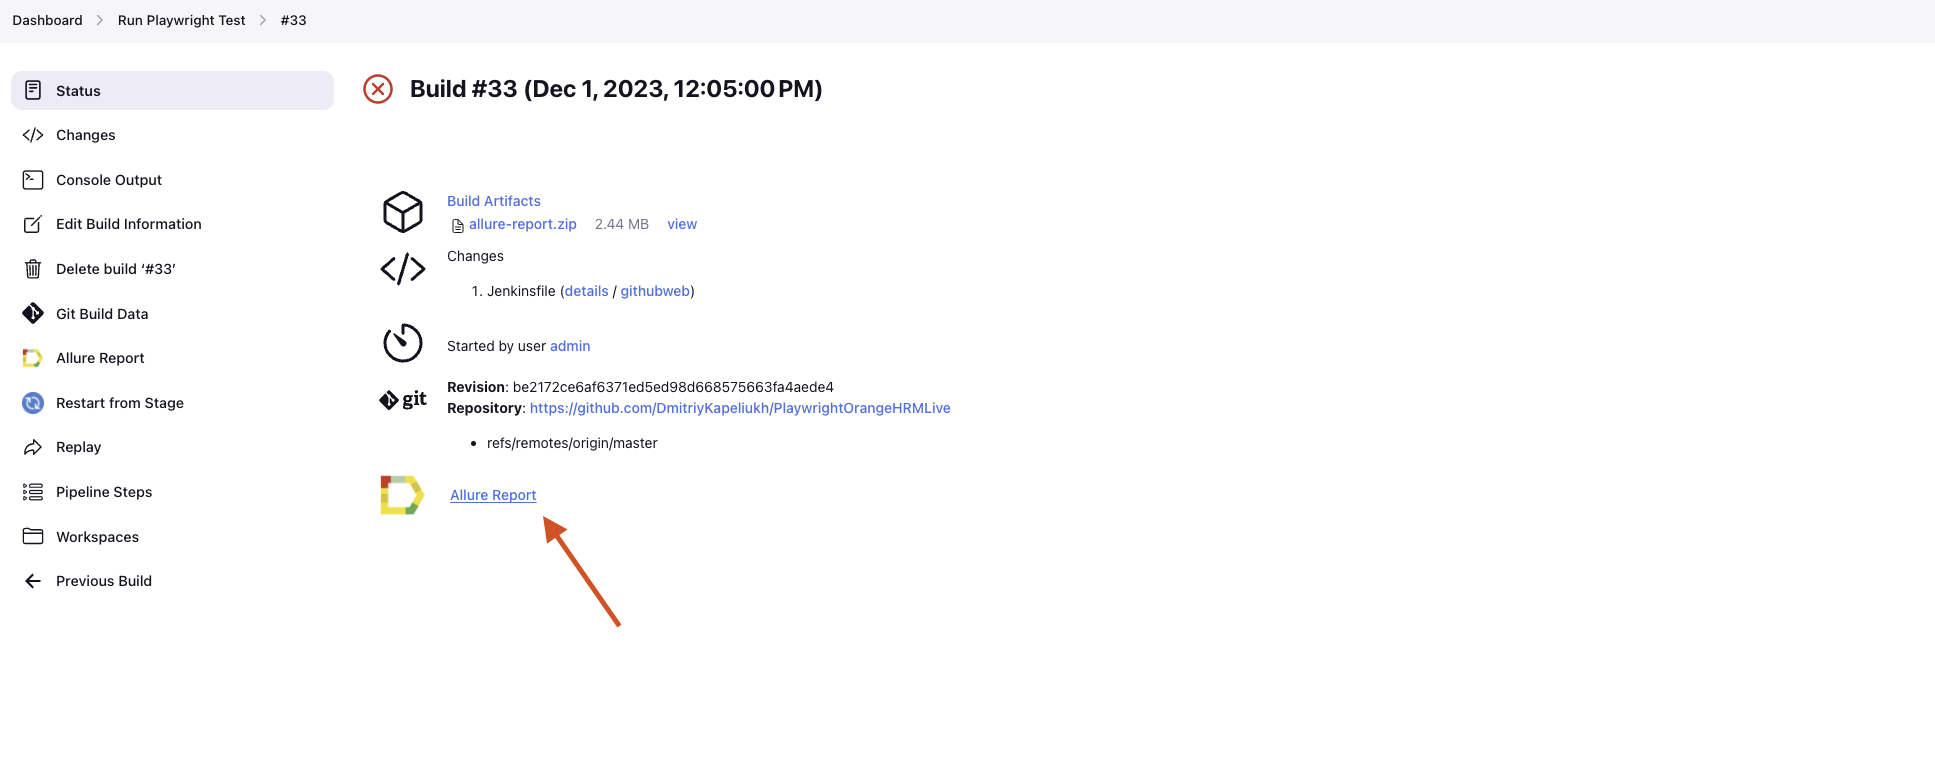 Dashboard > Run Playwright Test > #33
Status
Changes
Console Output
Edit Build Information
Delete build ‘#33’
Git Build Data
Allure Report
Restart from Stage
Replay
Pipeline Steps
Workspaces
Previous Build
Build #33 (Dec 1, 2023, 12:05:00 PM)
Build Artifacts
allure-report.zip 2.44 MB view
Changes
1. Jenkinsfile (details / githubweb)
Started by user admin
git
Revision: be2172ce6af6371ed5ed98d668575663fa4aede4
Repository: https://github.com/DmitriyKapeliukh/PlaywrightOrangeHRMLive
• refs/remotes/origin/master
Allure Report